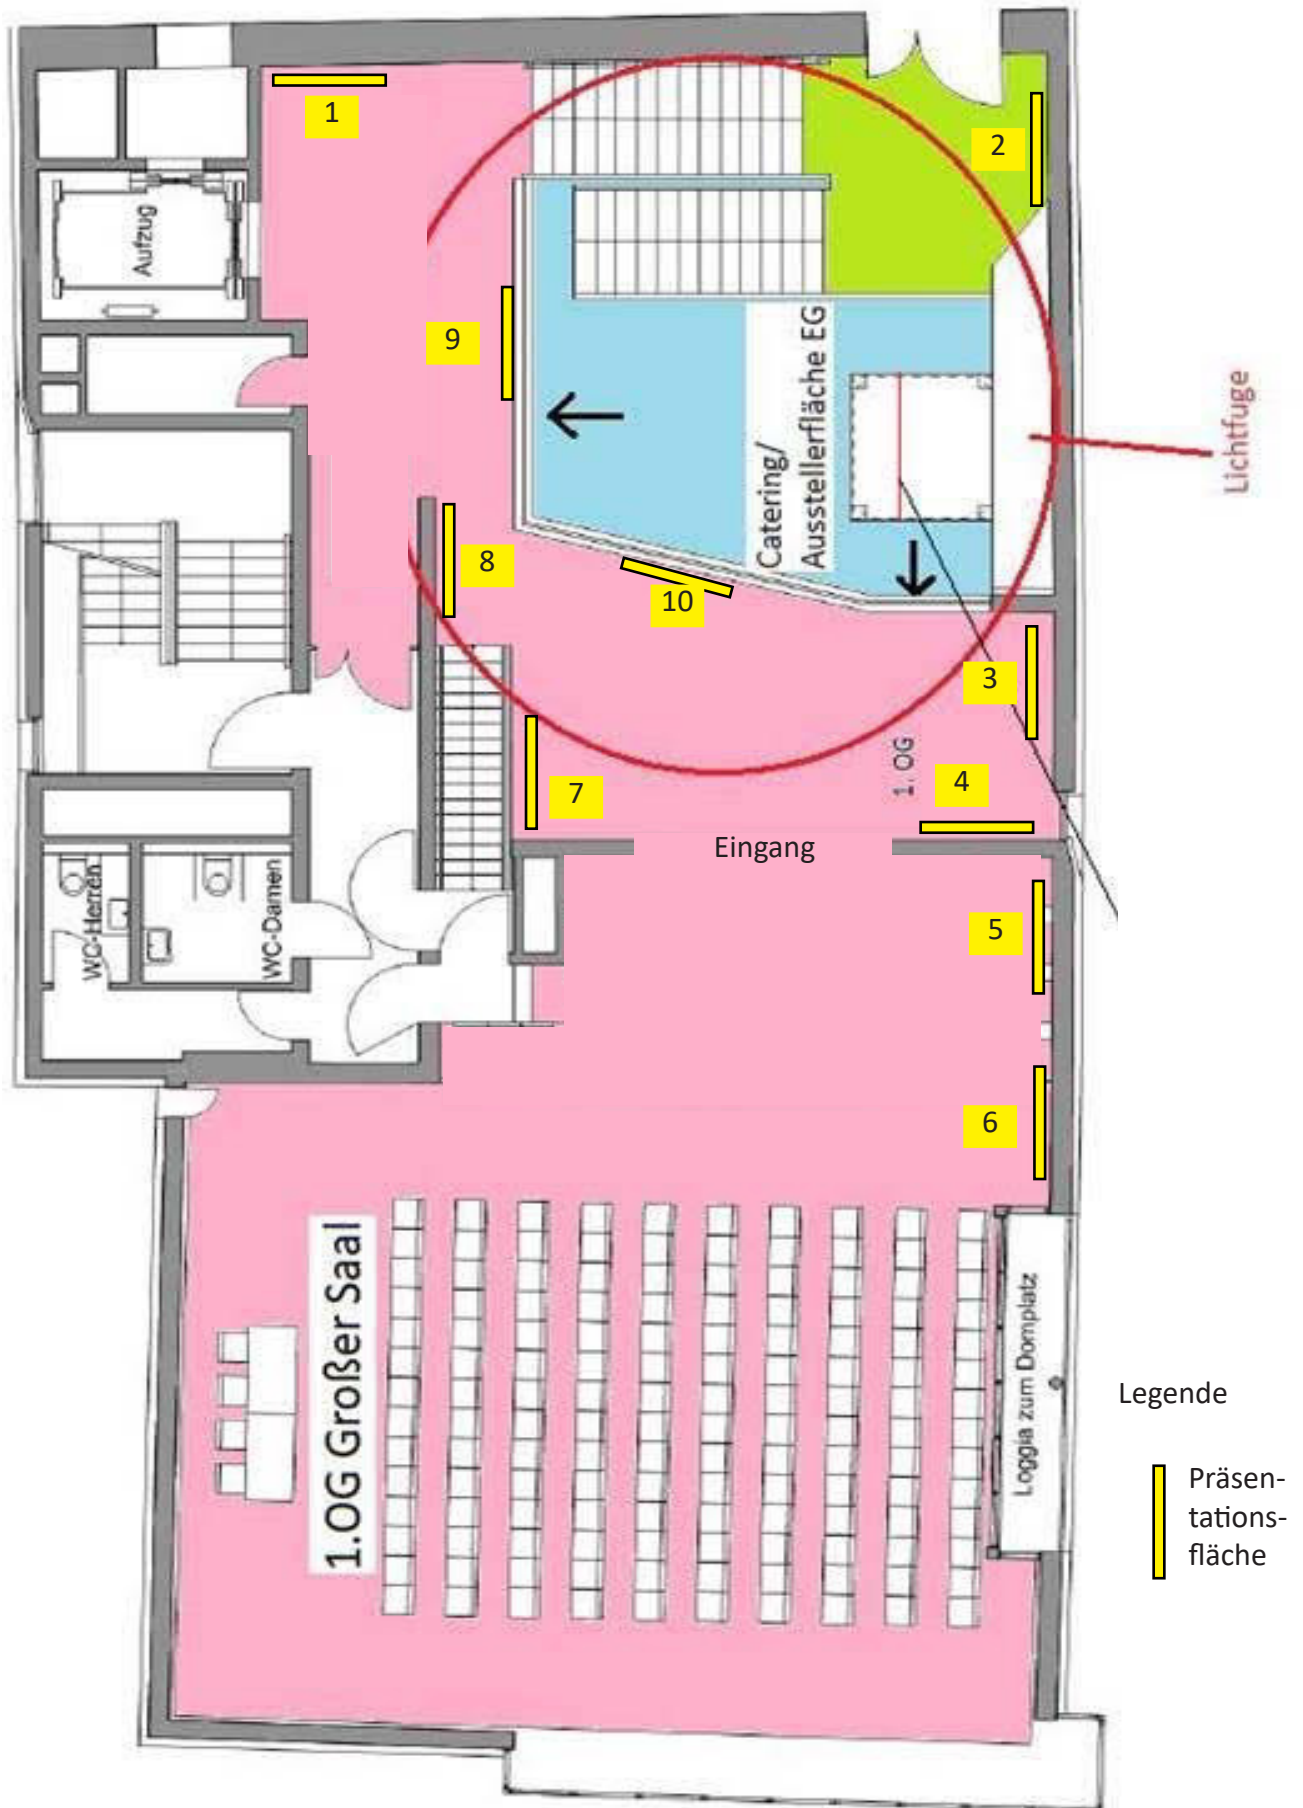 1
2
Aufzug
9
Catering/
Ausstellerfläche EG
Lichtfuge
8
10
3
1. OG
4
7
Eingang
WC-Herren
WC-Damen
5
6
1.OG Großer Saal
Loggia zum Domplatz
Legende
Präsen-
tations-
fläche